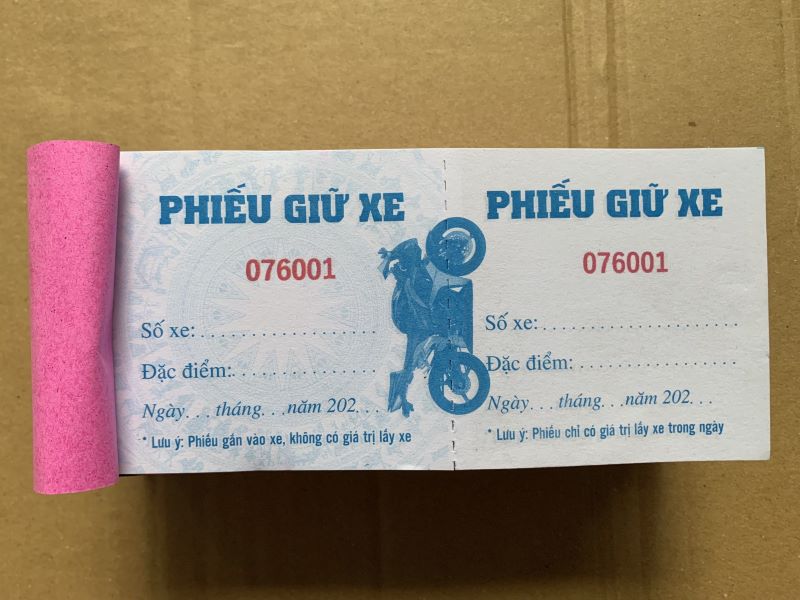 PHIẾU GIỮ XE
076001
Số xe:.......................
Đặc điểm:..................
Ngày...tháng...năm 202...
* Lưu ý: Phiếu gắn vào xe, không có giá trị lấy xe
PHIẾU GIỮ XE
076001
Số xe:.......................
Đặc điểm:..................
Ngày...tháng...năm 202...
* Lưu ý: Phiếu chỉ có giá trị lấy xe trong ngày